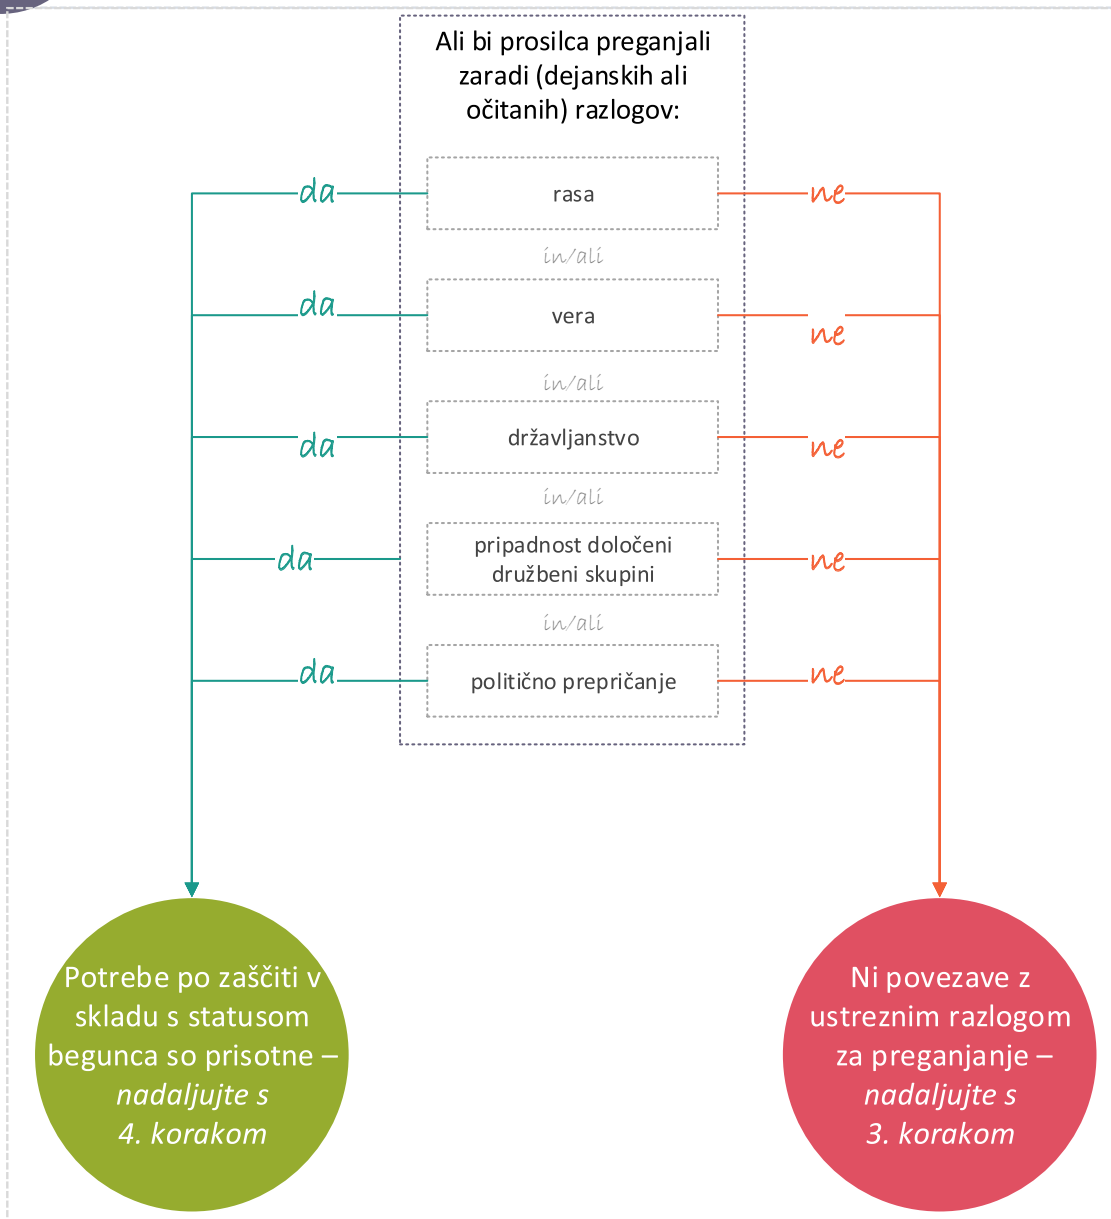 Ali bi prosilca preganjali
zaradi (dejanskih ali
očitanih) razlogov:
da
rasa
ne
in/ali
da
vera
ne
in/ali
da
državljanstvo
ne
in/ali
da
pripadnost določeni
družbeni skupini
ne
in/ali
da
politično prepričanje
ne
Potrebe po zaščiti v
skladu s statusom
begunca so prisotne –
nadaljujte s
4. korakom
Ni povezave z
ustreznim razlogom
za preganjanje –
nadaljujte s
3. korakom